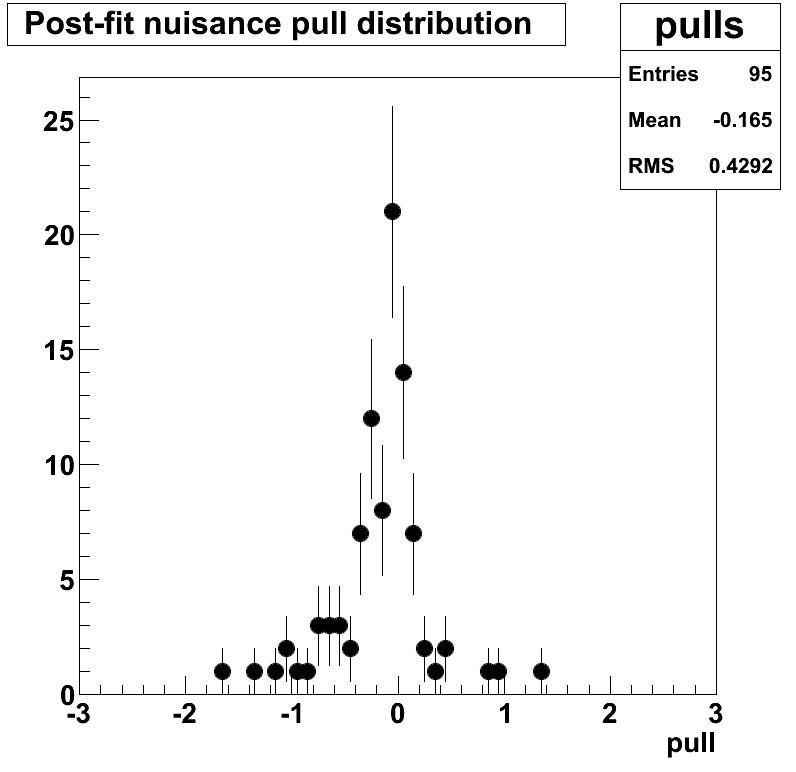 Post-fit nuisance pull distribution
pulls
Entries 95
Mean -0.165
RMS 0.4292
25
20
15
10
5
0
-3 -2 -1 0 1 2 3
pull